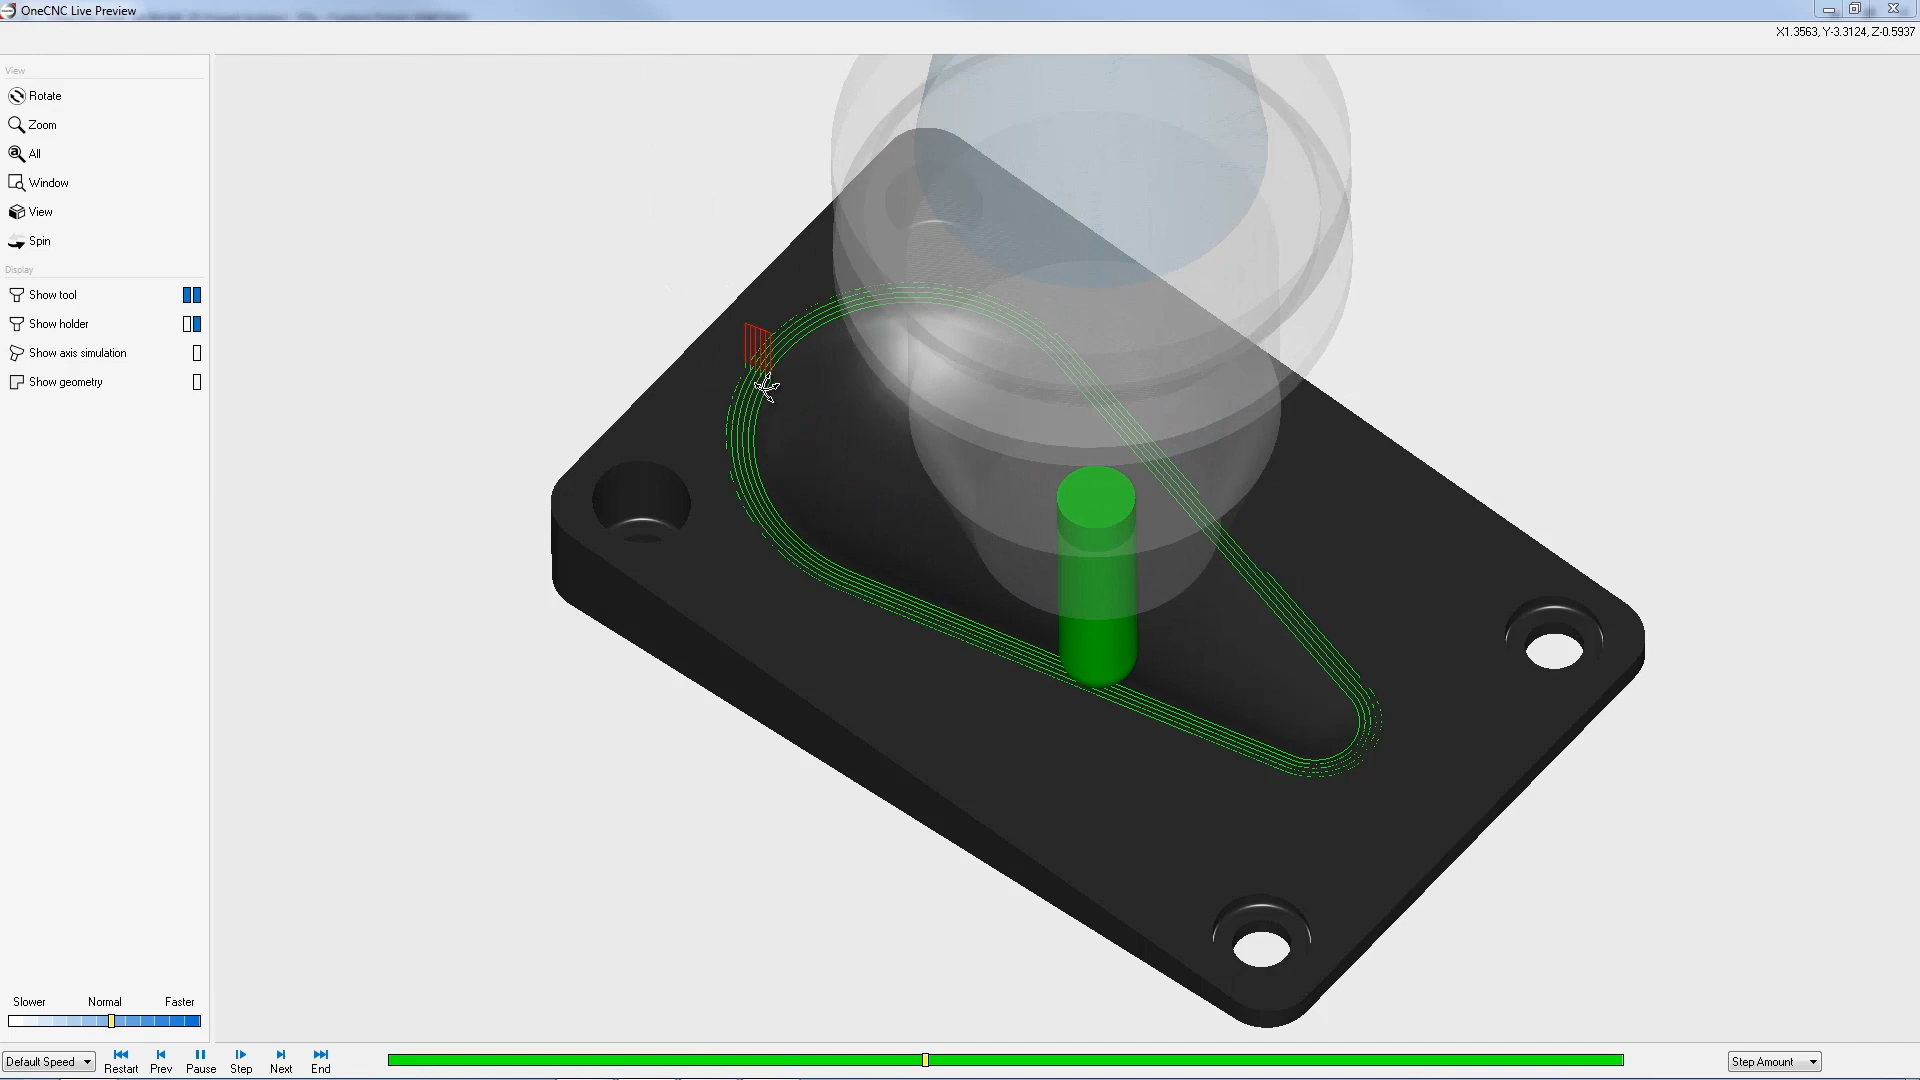 OneCNC Live Preview
X1.3563, Y-3.3124, Z-0.5937
View
Rotate
Zoom
All
Window
View
Spin
Display
Show tool
Show holder
Show axis simulation
Show geometry
Slower Normal Faster
Default Speed Restart Prev Pause Step Next End Step Amount